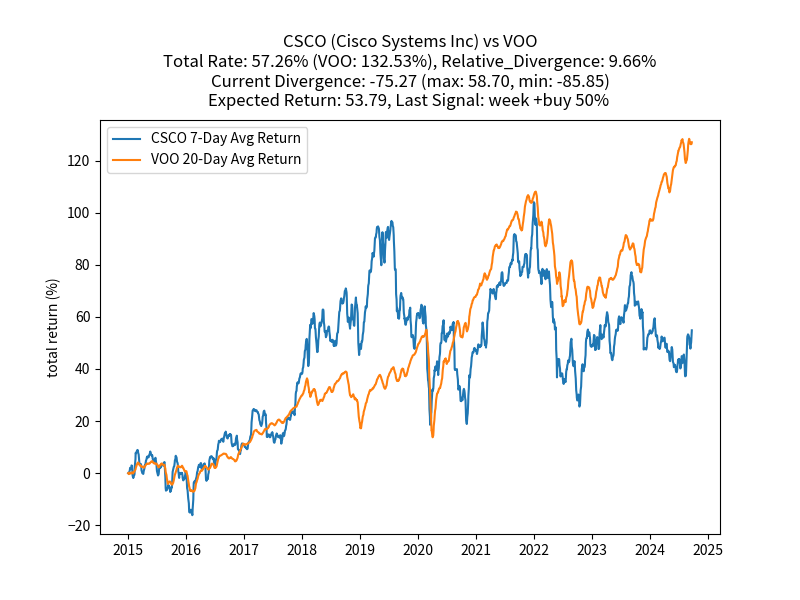 CSCO (Cisco Systems Inc) vs VOO
Total Rate: 57.26% (VOO: 132.53%), Relative_Divergence: 9.66%
Current Divergence: -75.27 (max: 58.70, min: -85.85)
Expected Return: 53.79, Last Signal: week +buy 50%
CSCO 7-Day Avg Return
VOO 20-Day Avg Return
total return (%)
120
100
80
60
40
20
0
−20
2015 2016 2017 2018 2019 2020 2021 2022 2023 2024 2025